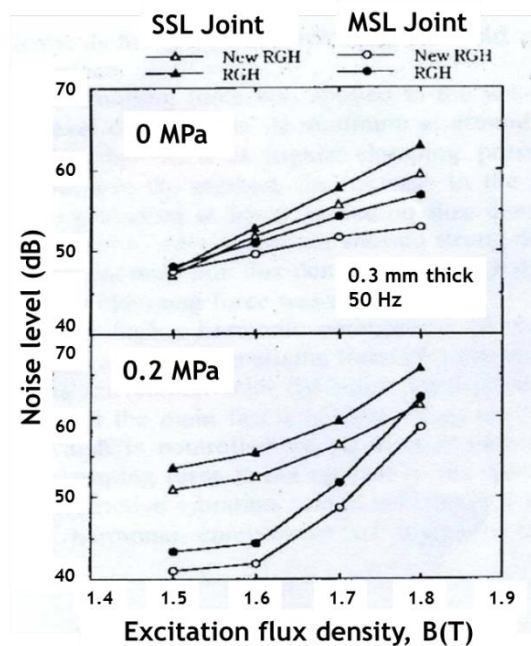 SSL Joint MSL Joint
New RGH New RGH
RGH RGH
70
0 MPa
60
50
0.3 mm thick
50 Hz
40
70
0.2 MPa
60
50
40
1.4 1.5 1.6 1.7 1.8 1.9
Noise level (dB)
Excitation flux density, B(T)